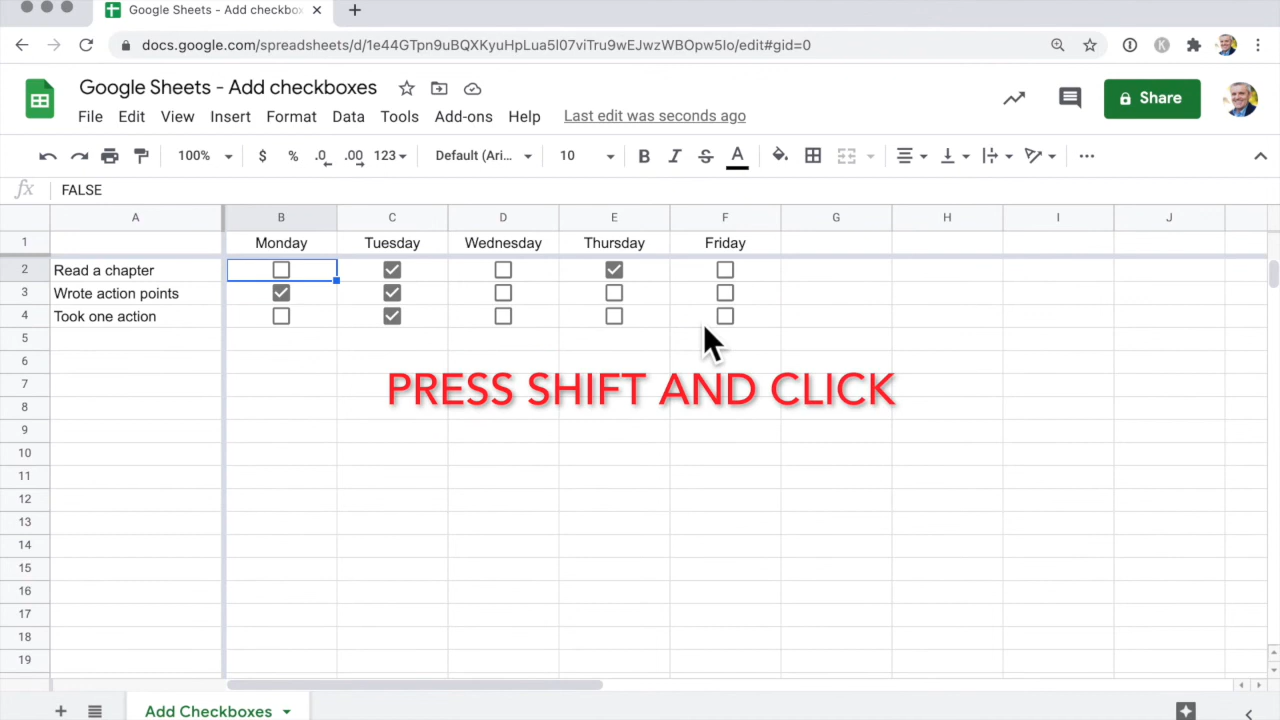 Google Sheets - Add checkbox
docs.google.com/spreadsheets/d/1e44GTpn9uBQXKyuHpLua5l07viTru9wEJwzWBOpw5Io/edit#gid=0
Google Sheets - Add checkboxes
Share
File Edit View Insert Format Data Tools Add-ons Help Last edit was seconds ago
100% $ % .0 .00 123 Default (Ari... 10 B I S A
fx FALSE
A B C D E F G H I J
1 Monday Tuesday Wednesday Thursday Friday
2 Read a chapter
3 Wrote action points
4 Took one action
5
6
7
PRESS SHIFT AND CLICK
8
9
10
11
12
13
14
15
16
17
18
19
Add Checkboxes